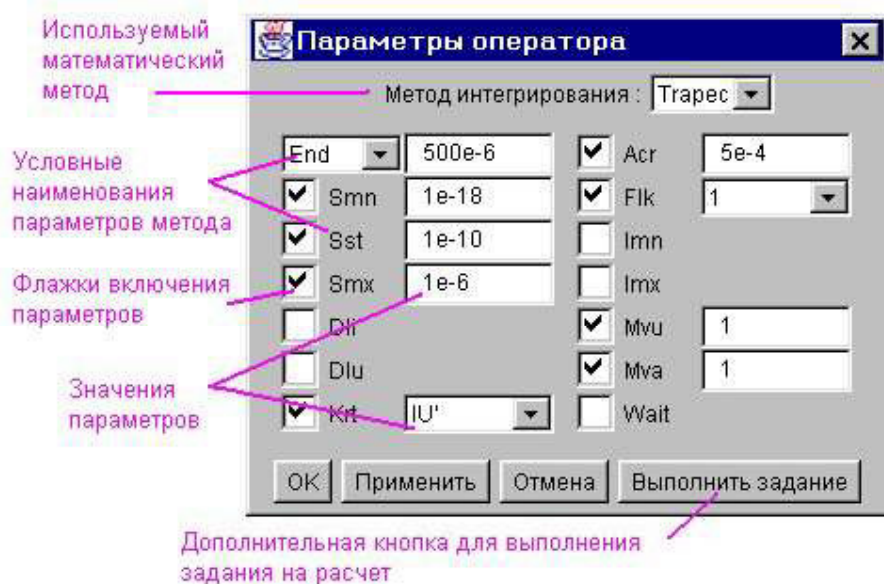 Используемый
математический
метод
Параметры оператора
Метод интегрирования : Trapec
Условные
наименования
параметров метода
Флажки включения
параметров
Значения
параметров
End 500e-6 Acr 5e-4
Smn 1e-18 Flk 1
Sst 1e-10 Imn
Smx 1e-6 Imx
Dli Mvu 1
Dlu Mva 1
Krt IU' Wait
OK Применить Отмена Выполнить задание
Дополнительная кнопка для выполнения
задания на расчет